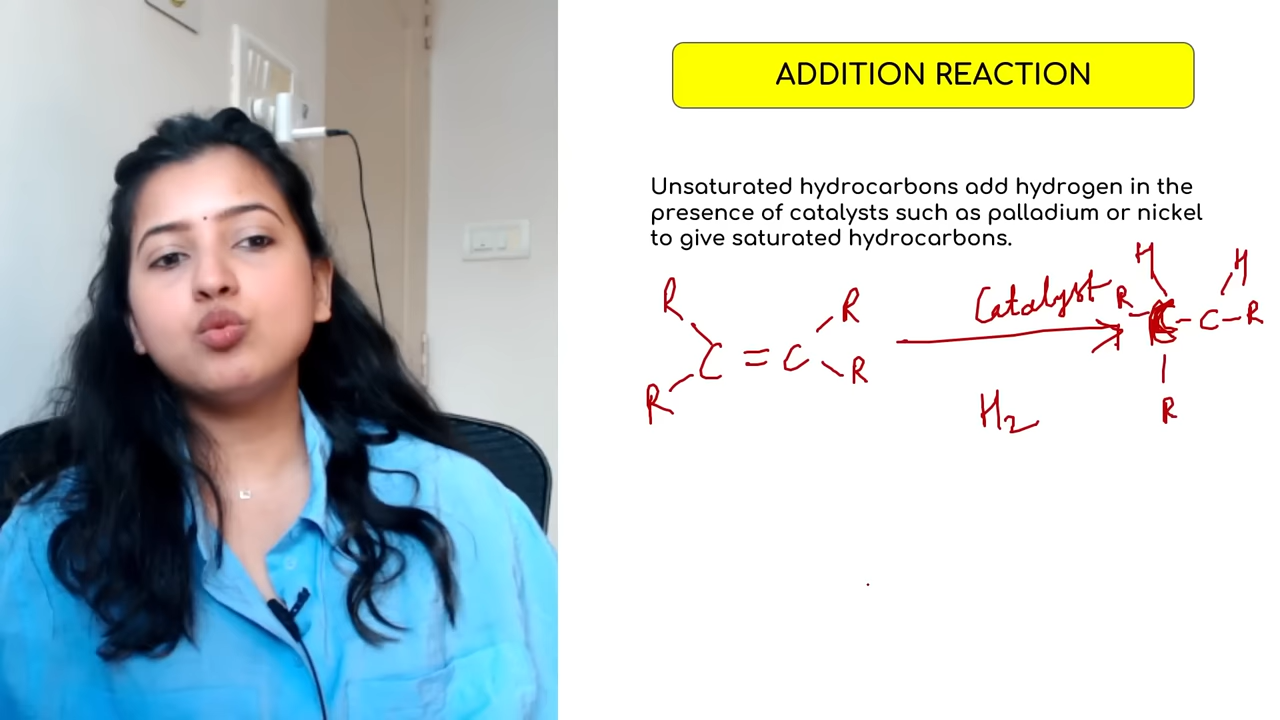 ADDITION REACTION
Unsaturated hydrocarbons add hydrogen in the
presence of catalysts such as palladium or nickel
to give saturated hydrocarbons.
H H
R R Catalyst R - C - C - R
C = C
R R H2 R